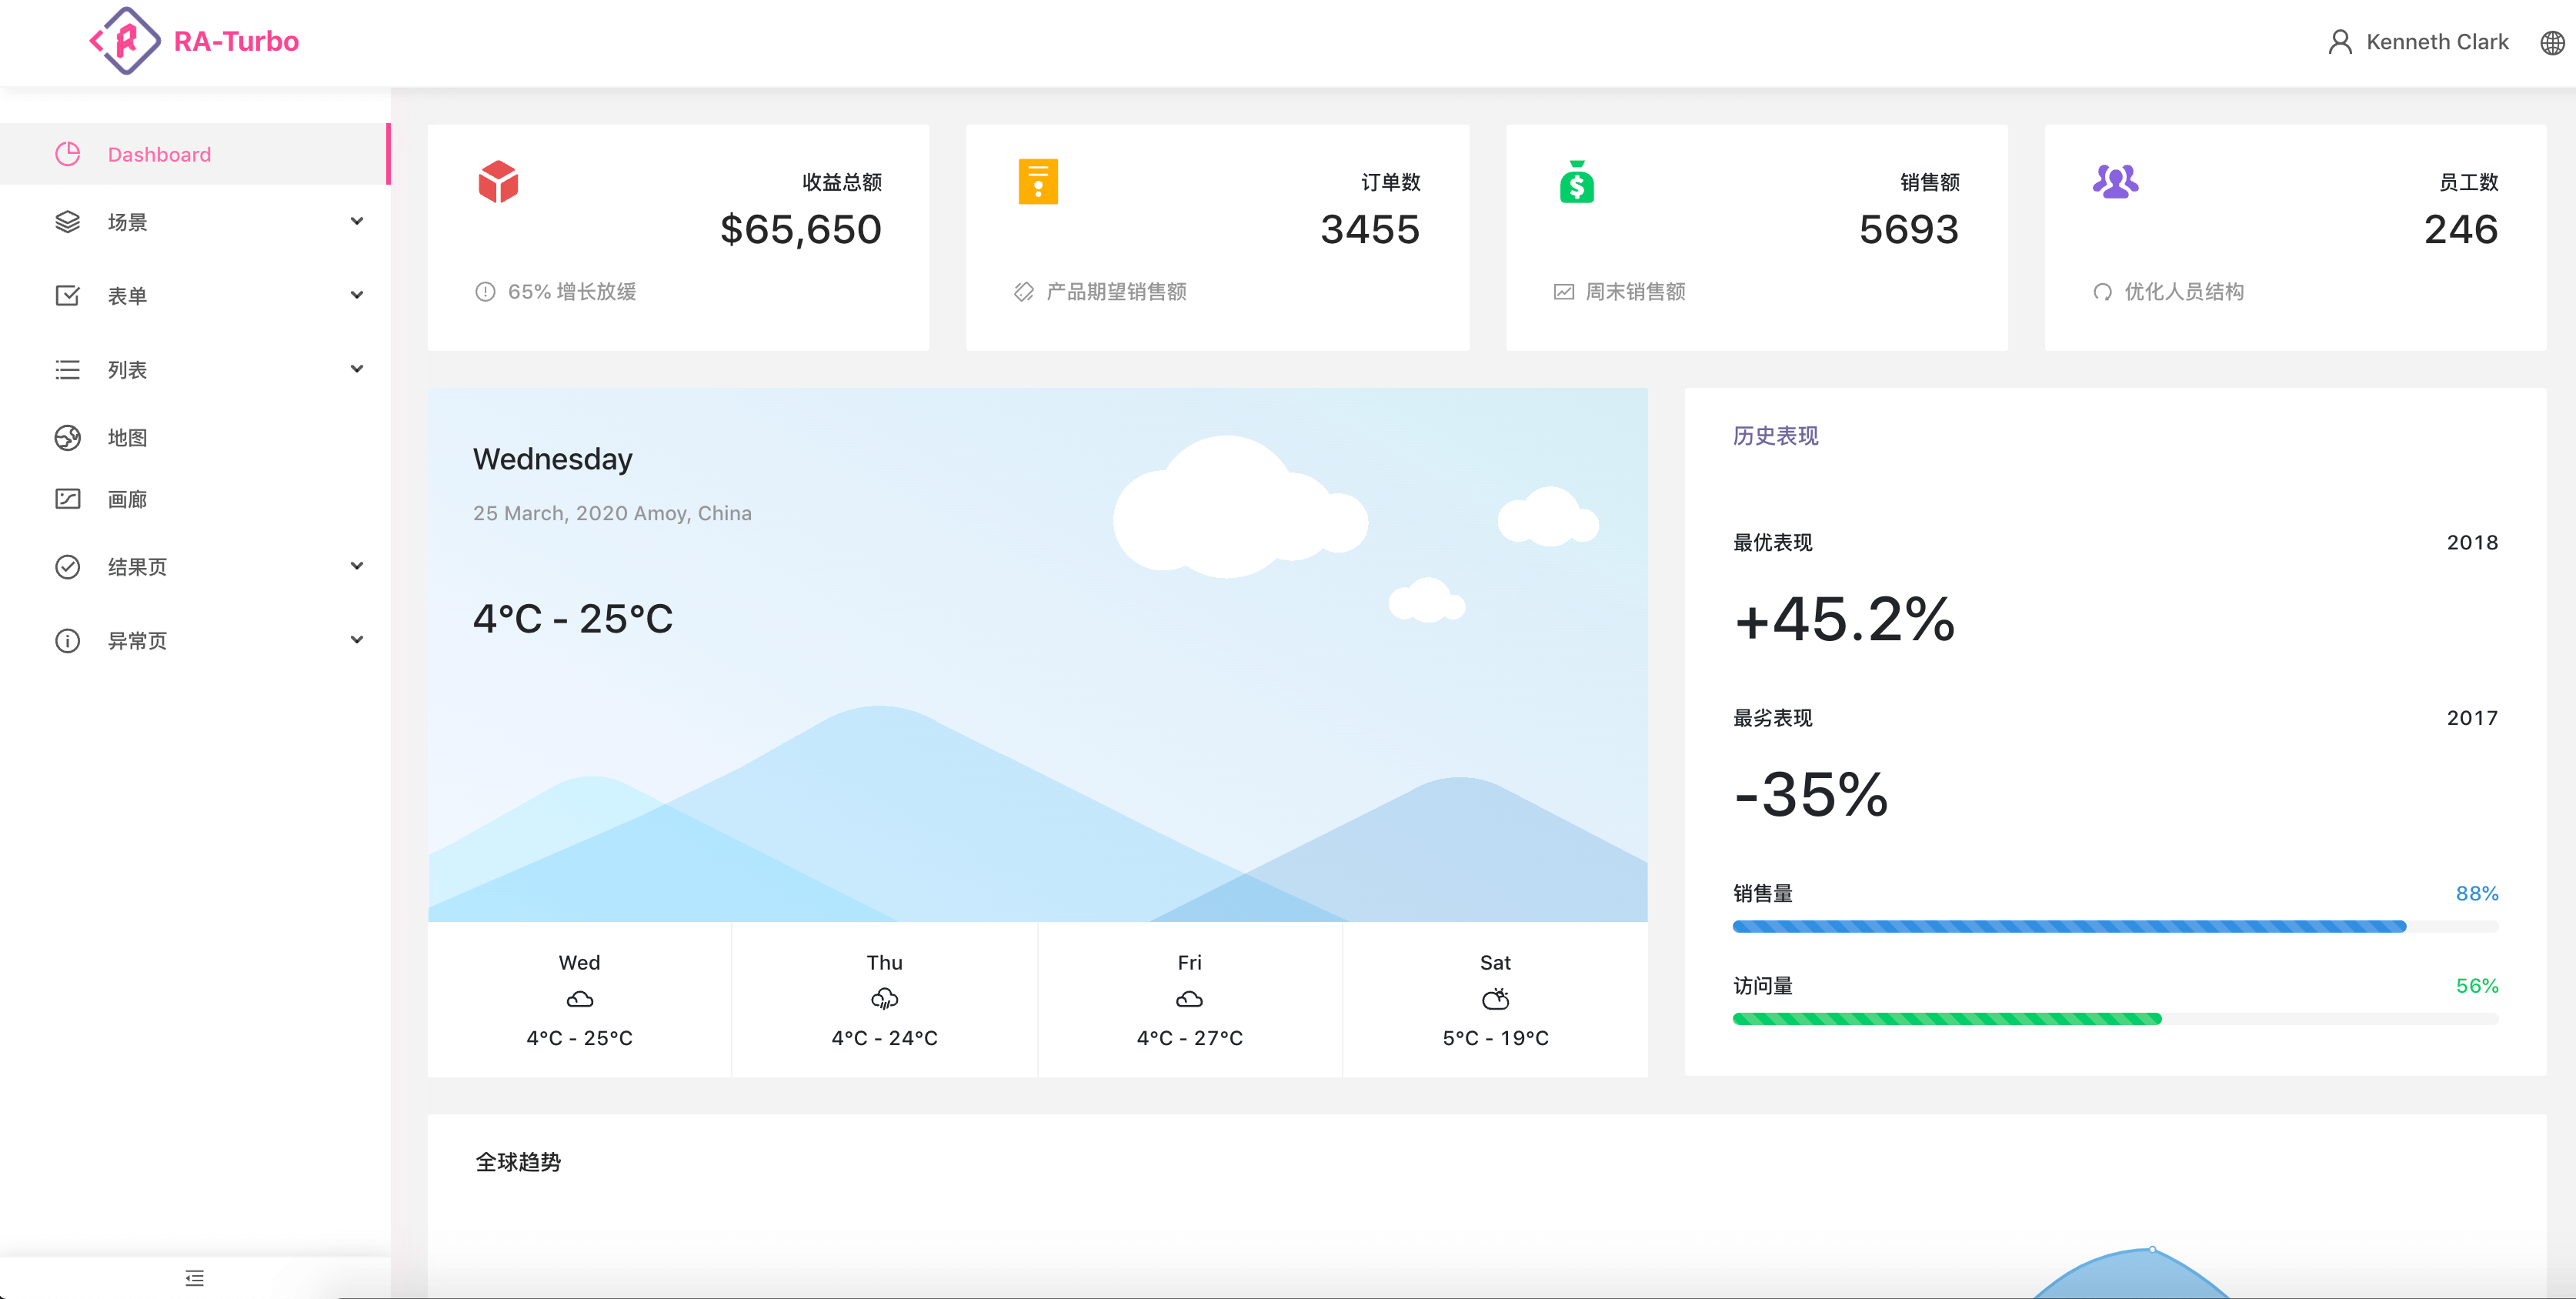 RA-Turbo
Kenneth Clark
Dashboard
场景
表单
列表
地图
画廊
结果页
异常页
收益总额
$65,650
65% 增长放缓
订单数
3455
产品期望销售额
销售额
5693
周末销售额
员工数
246
优化人员结构
Wednesday
25 March, 2020 Amoy, China
4°C - 25°C
Wed
4°C - 25°C
Thu
4°C - 24°C
Fri
4°C - 27°C
Sat
5°C - 19°C
历史表现
最优表现 2018
+45.2%
最劣表现 2017
-35%
销售量 88%
访问量 56%
全球趋势